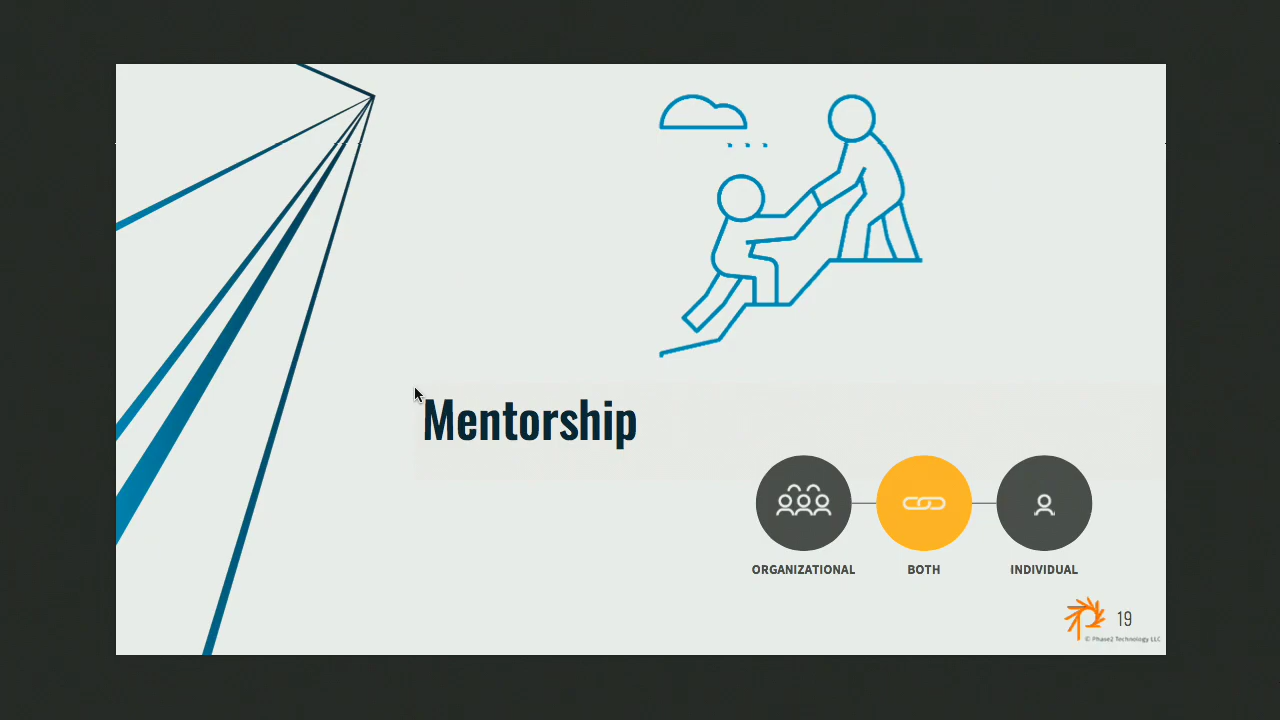 Mentorship
ORGANIZATIONAL
BOTH
INDIVIDUAL
19
© Phase2 Technology LLC